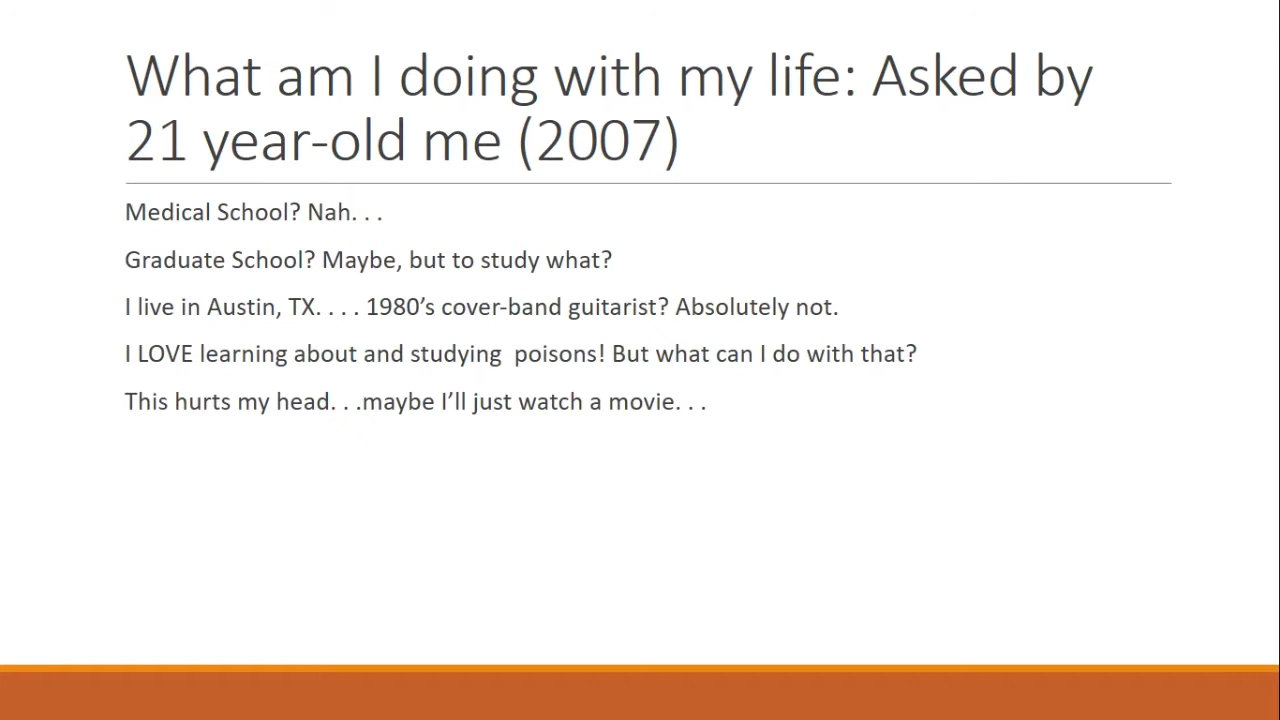 What am I doing with my life: Asked by
21 year-old me (2007)
Medical School? Nah. . .
Graduate School? Maybe, but to study what?
I live in Austin, TX. . . . 1980’s cover-band guitarist? Absolutely not.
I LOVE learning about and studying  poisons! But what can I do with that?
This hurts my head. . .maybe I’ll just watch a movie. . .